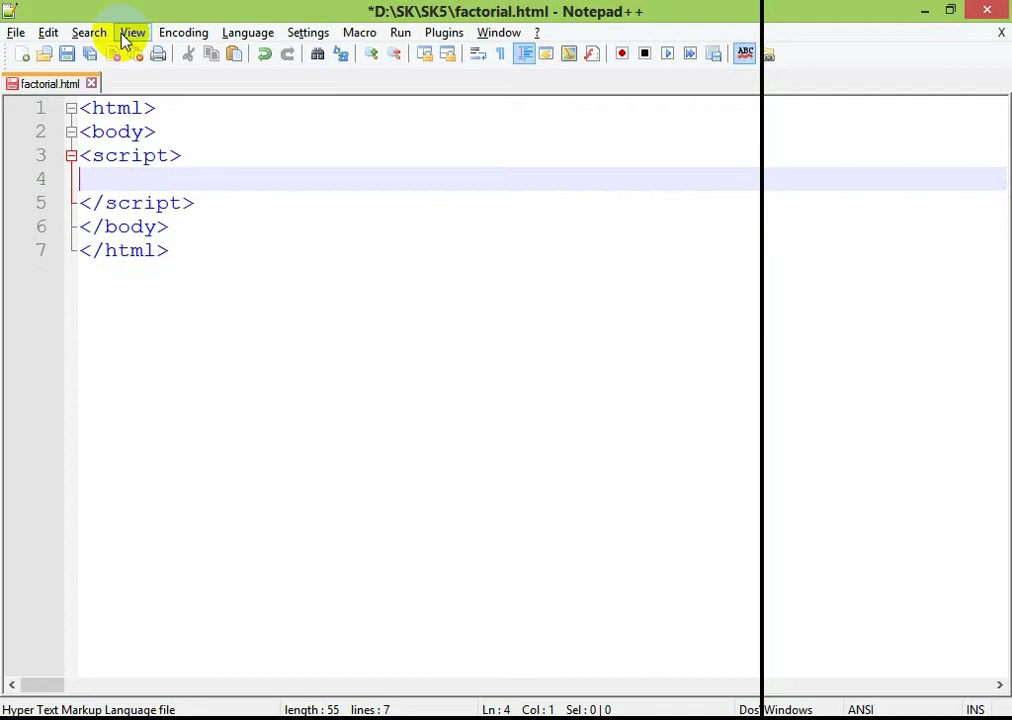 *D:\SK\SK5\factorial.html - Notepad++
File Edit Search View Encoding Language Settings Macro Run Plugins Window ? X
ABC
factorial.html
1 <html>
2 <body>
3 <script>
4
5 </script>
6 </body>
7 </html>
Hyper Text Markup Language file length : 55 lines : 7 Ln : 4 Col : 1 Sel : 0 | 0 Dos\Windows ANSI INS